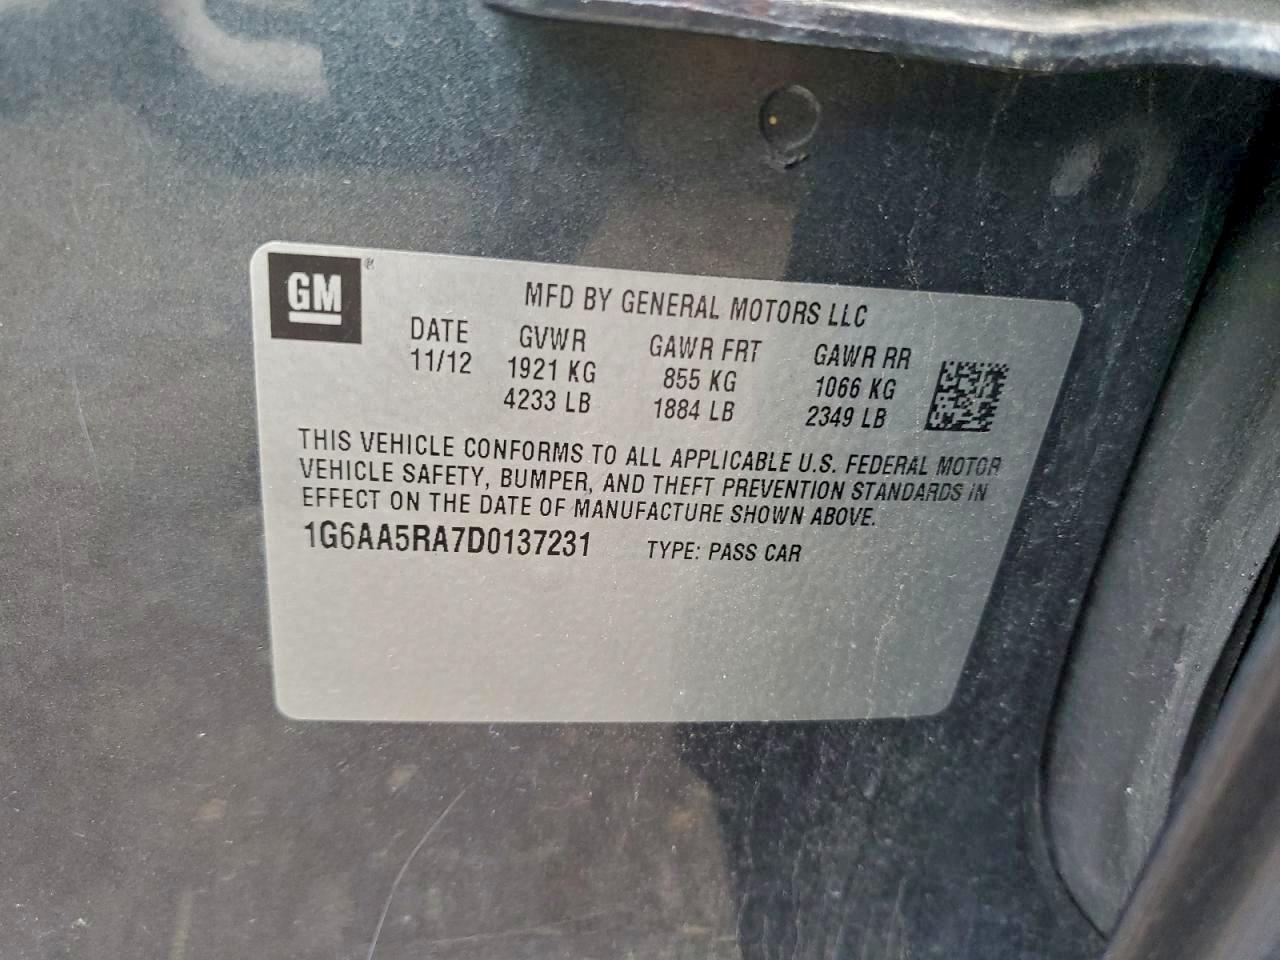 GM®
MFD BY GENERAL MOTORS LLC
DATE GVWR GAWR FRT GAWR RR
11/12 1921 KG 855 KG 1066 KG
4233 LB 1884 LB 2349 LB
THIS VEHICLE CONFORMS TO ALL APPLICABLE U.S. FEDERAL MOTOR
VEHICLE SAFETY, BUMPER, AND THEFT PREVENTION STANDARDS IN
EFFECT ON THE DATE OF MANUFACTURE SHOWN ABOVE.
1G6AA5RA7D0137231 TYPE: PASS CAR